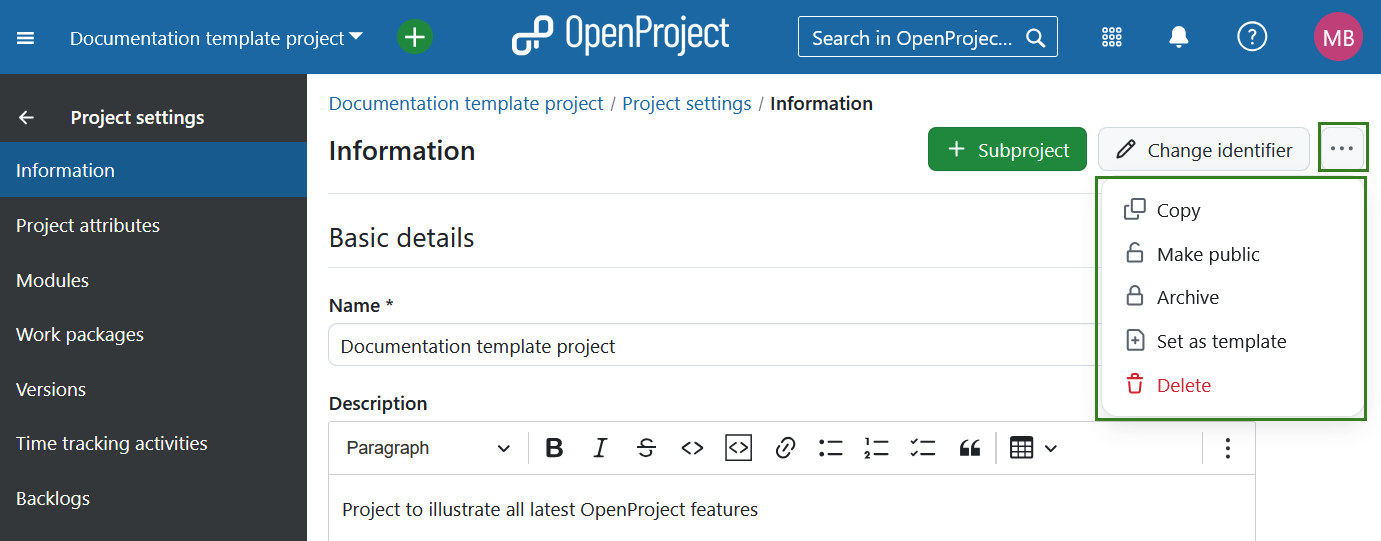 Documentation template project
OpenProject
Search in OpenProjec...
MB
Project settings
Information
Project attributes
Modules
Work packages
Versions
Time tracking activities
Backlogs
Documentation template project / Project settings / Information
Information
+ Subproject
Change identifier
Copy
Make public
Archive
Set as template
Delete
Basic details
Name *
Documentation template project
Description
Paragraph
Project to illustrate all latest OpenProject features